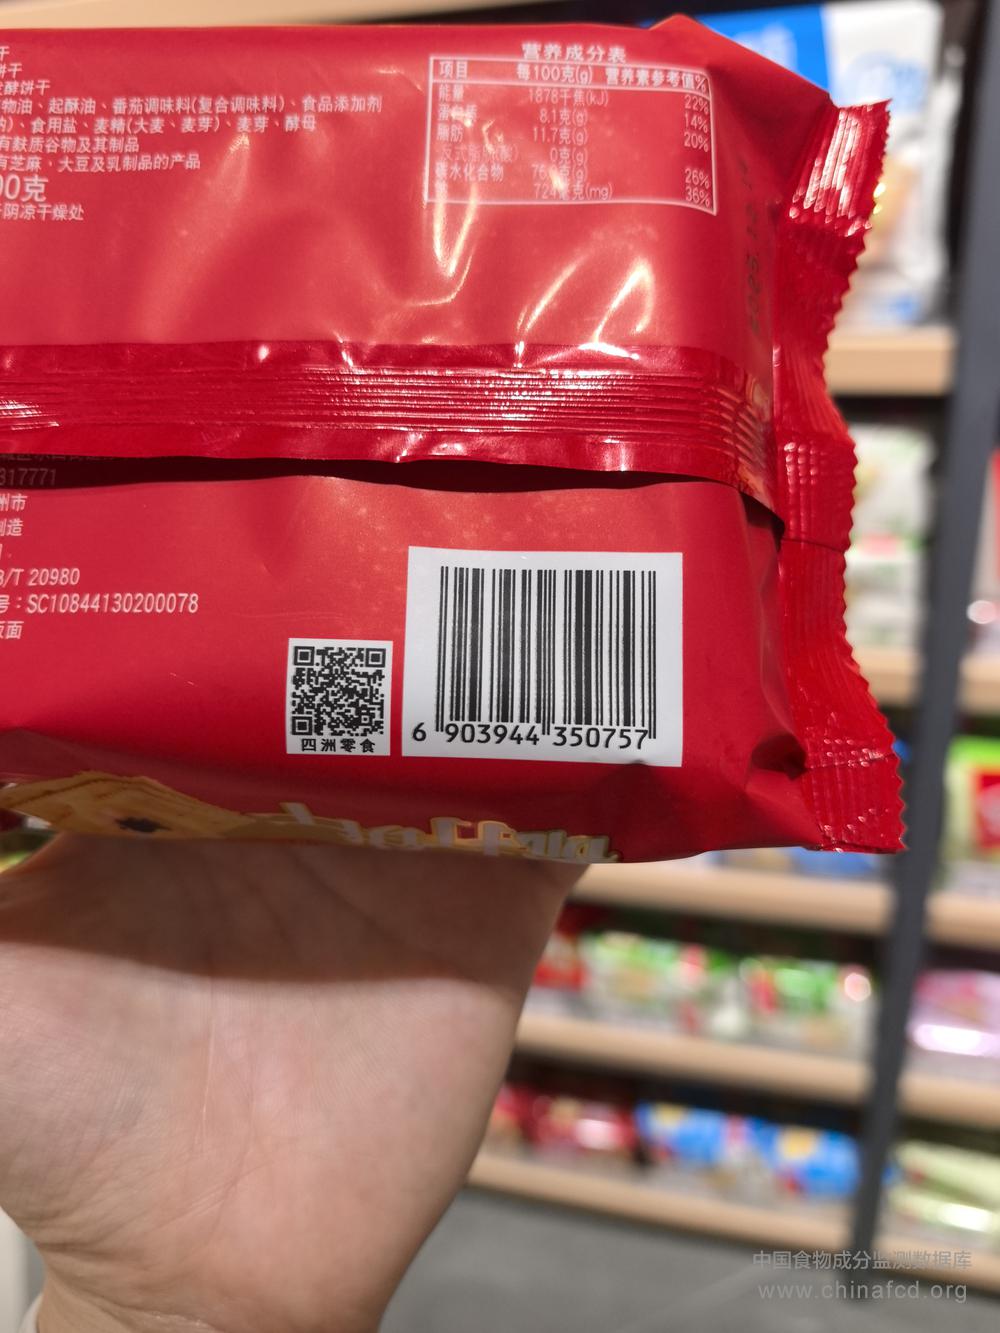 干
饼干
发酵饼干
物油、起酥油、番茄调味料(复合调味料)、食品添加剂
)、食用盐、麦精(大麦、麦芽)、麦芽、酵母
有麸质谷物及其制品
有芝麻、大豆及乳制品的产品
00克
阴凉干燥处
营养成分表
项目 每100克(g) 营养素参考值%
能量 1878千焦(kJ) 22%
蛋白质 8.1克(g) 14%
脂肪 11.7克(g) 20%
0克(g)
碳水化合物 克(g) 26%
724毫克(mg) 36%
317771
州市
制造
/T 20980
号：SC10844130200078
版面
四洲零食
6 903944 350757
中国食物成分监测数据库
www.chinafcd.org